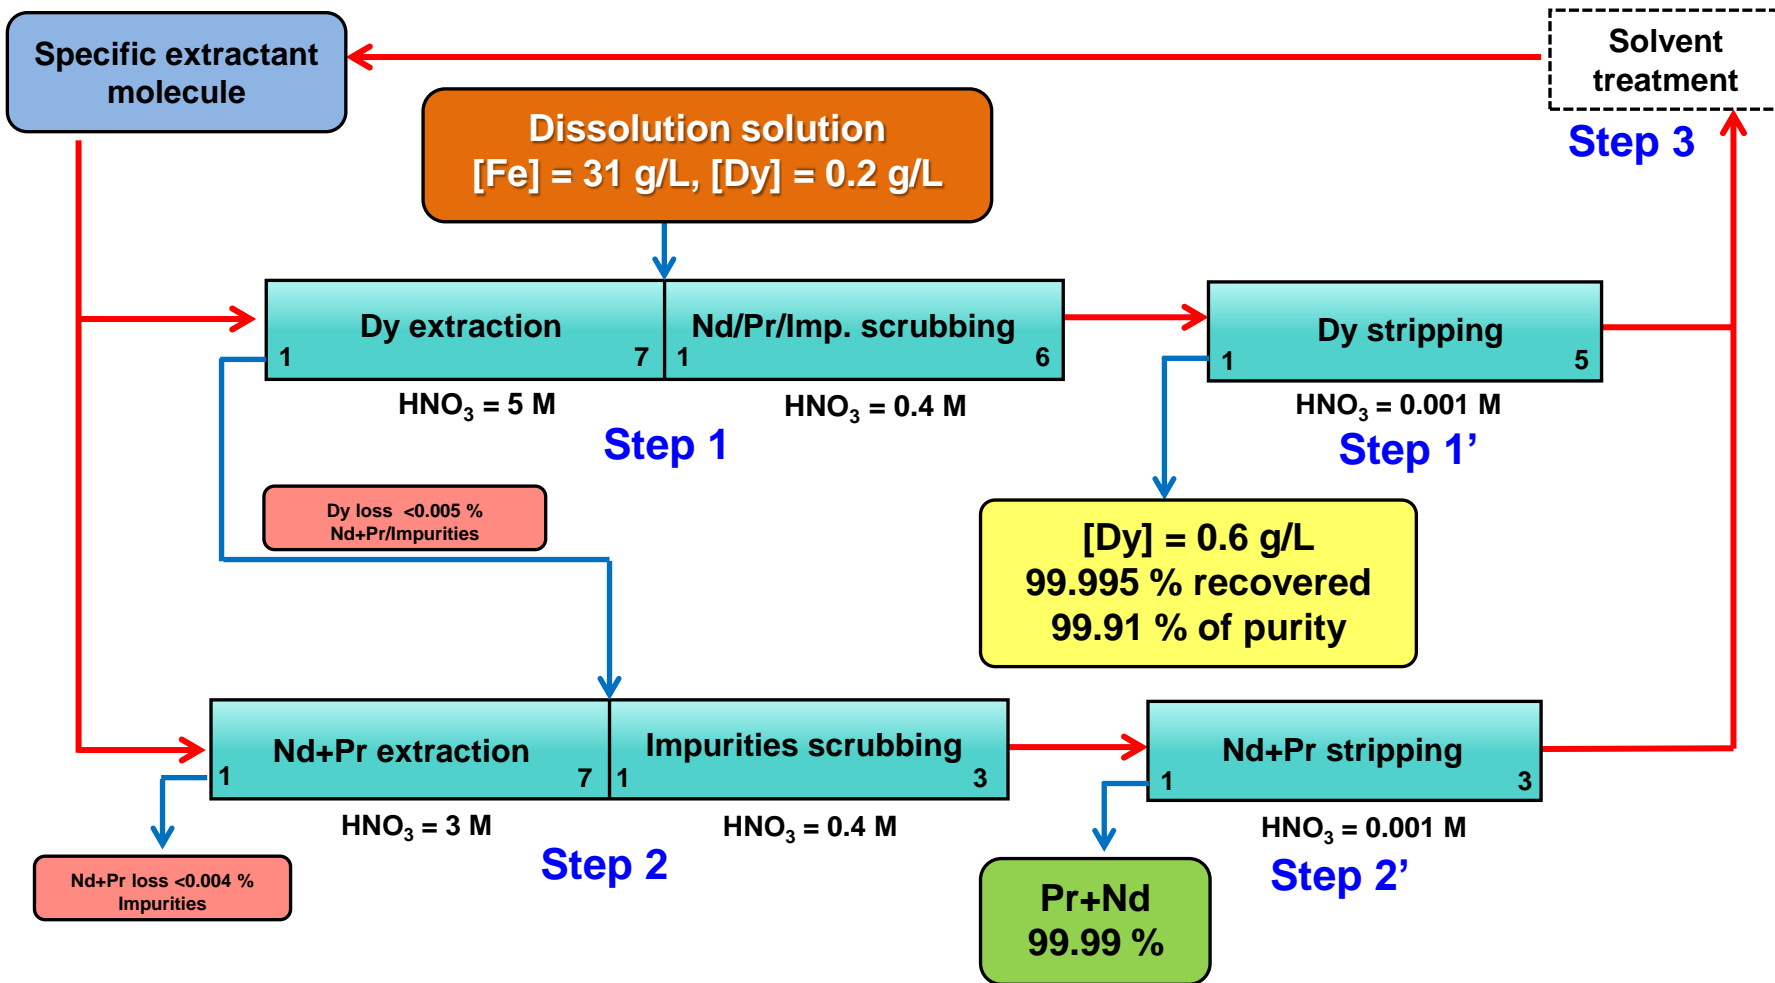 Specific extractant
molecule
Solvent
treatment
Step 3
Dissolution solution
[Fe] = 31 g/L, [Dy] = 0.2 g/L
Dy extraction
1
7
Nd/Pr/Imp. scrubbing
1
6
Dy stripping
1
5
HNO₃ = 5 M
HNO₃ = 0.4 M
HNO₃ = 0.001 M
Step 1
Step 1’
Dy loss <0.005 %
Nd+Pr/Impurities
[Dy] = 0.6 g/L
99.995 % recovered
99.91 % of purity
Nd+Pr extraction
1
7
Impurities scrubbing
1
3
Nd+Pr stripping
1
3
HNO₃ = 3 M
HNO₃ = 0.4 M
HNO₃ = 0.001 M
Step 2
Step 2’
Nd+Pr loss <0.004 %
Impurities
Pr+Nd
99.99 %